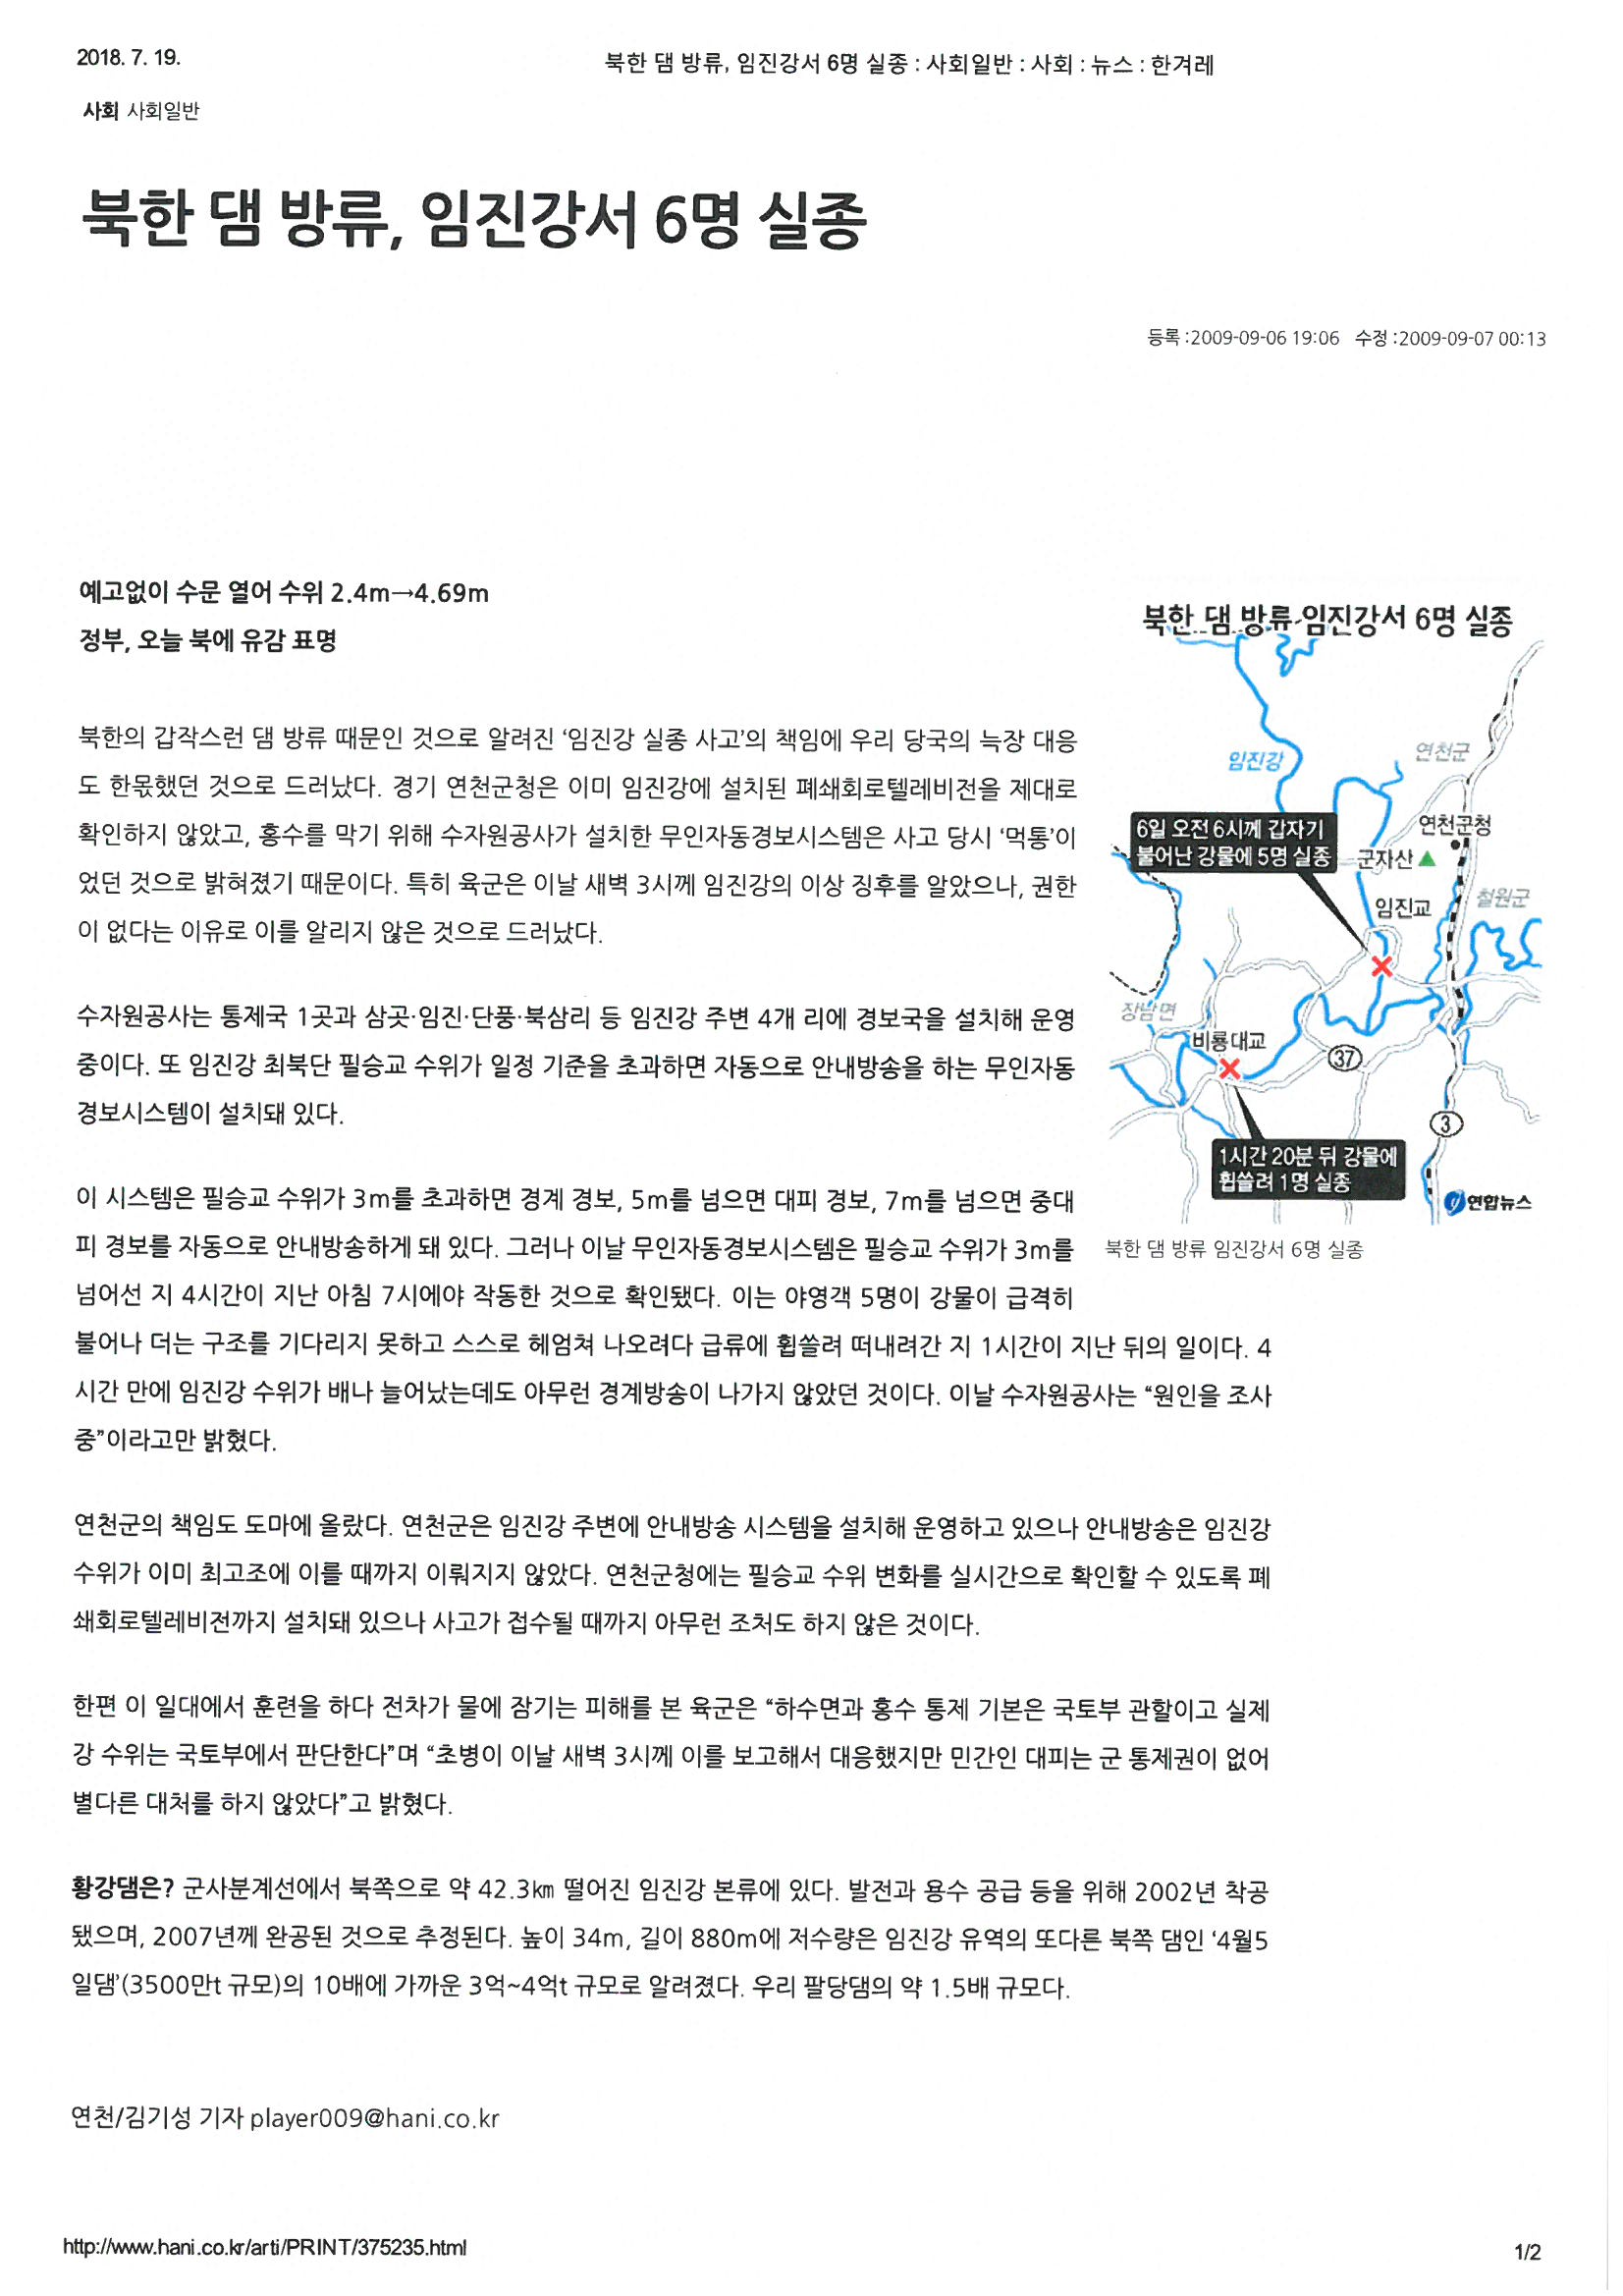 2018. 7. 19.
북한 댐 방류, 임진강서 6명 실종 : 사회일반 : 사회 : 뉴스 : 한겨레
사회 사회일반
북한 댐 방류, 임진강서 6명 실종
등록 :2009-09-06 19:06 수정 :2009-09-07 00:13
예고없이 수문 열어 수위 2.4m→4.69m
정부, 오늘 북에 유감 표명
북한의 갑작스런 댐 방류 때문인 것으로 알려진 ‘임진강 실종 사고’의 책임에 우리 당국의 늑장 대응
도 한몫했던 것으로 드러났다. 경기 연천군청은 이미 임진강에 설치된 폐쇄회로텔레비전을 제대로
확인하지 않았고, 홍수를 막기 위해 수자원공사가 설치한 무인자동경보시스템은 사고 당시 ‘먹통’이
었던 것으로 밝혀졌기 때문이다. 특히 육군은 이날 새벽 3시께 임진강의 이상 징후를 알았으나, 권한
이 없다는 이유로 이를 알리지 않은 것으로 드러났다.
수자원공사는 통제국 1곳과 삼곳·임진·단풍·북삼리 등 임진강 주변 4개 리에 경보국을 설치해 운영
중이다. 또 임진강 최북단 필승교 수위가 일정 기준을 초과하면 자동으로 안내방송을 하는 무인자동
경보시스템이 설치돼 있다.
이 시스템은 필승교 수위가 3m를 초과하면 경계 경보, 5m를 넘으면 대피 경보, 7m를 넘으면 중대
피 경보를 자동으로 안내방송하게 돼 있다. 그러나 이날 무인자동경보시스템은 필승교 수위가 3m를
넘어선 지 4시간이 지난 아침 7시에야 작동한 것으로 확인됐다. 이는 야영객 5명이 강물이 급격히
불어나 더는 구조를 기다리지 못하고 스스로 헤엄쳐 나오려다 급류에 휩쓸려 떠내려간 지 1시간이 지난 뒤의 일이다. 4
시간 만에 임진강 수위가 배나 늘어났는데도 아무런 경계방송이 나가지 않았던 것이다. 이날 수자원공사는 “원인을 조사
중”이라고만 밝혔다.
연천군의 책임도 도마에 올랐다. 연천군은 임진강 주변에 안내방송 시스템을 설치해 운영하고 있으나 안내방송은 임진강
수위가 이미 최고조에 이를 때까지 이뤄지지 않았다. 연천군청에는 필승교 수위 변화를 실시간으로 확인할 수 있도록 폐
쇄회로텔레비전까지 설치돼 있으나 사고가 접수될 때까지 아무런 조처도 하지 않은 것이다.
한편 이 일대에서 훈련을 하다 전차가 물에 잠기는 피해를 본 육군은 “하수면과 홍수 통제 기본은 국토부 관할이고 실제
강 수위는 국토부에서 판단한다”며 “초병이 이날 새벽 3시께 이를 보고해서 대응했지만 민간인 대피는 군 통제권이 없어
별다른 대처를 하지 않았다”고 밝혔다.
황강댐은? 군사분계선에서 북쪽으로 약 42.3㎞ 떨어진 임진강 본류에 있다. 발전과 용수 공급 등을 위해 2002년 착공
됐으며, 2007년께 완공된 것으로 추정된다. 높이 34m, 길이 880m에 저수량은 임진강 유역의 또다른 북쪽 댐인 ‘4월5
일댐’(3500만t 규모)의 10배에 가까운 3억~4억t 규모로 알려졌다. 우리 팔당댐의 약 1.5배 규모다.
연천/김기성 기자 player009@hani.co.kr
북한 댐 방류 임진강서 6명 실종
임진강
연천군
6일 오전 6시께 갑자기
불어난 강물에 5명 실종
연천군청
군자산
임진교
철원군
장남면
비룡대교
37
3
1시간 20분 뒤 강물에
휩쓸려 1명 실종
연합뉴스
북한 댐 방류 임진강서 6명 실종
http://www.hani.co.kr/arti/PRINT/375235.html
1/2